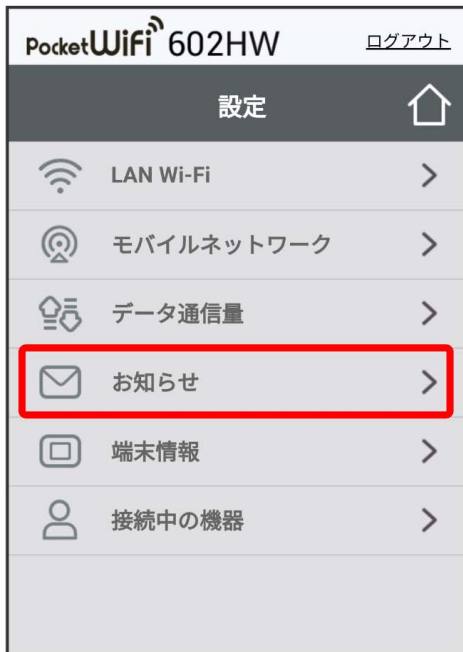 PocketWiFi 602HW
ログアウト
設定
LAN Wi-Fi
モバイルネットワーク
データ通信量
お知らせ
端末情報
接続中の機器